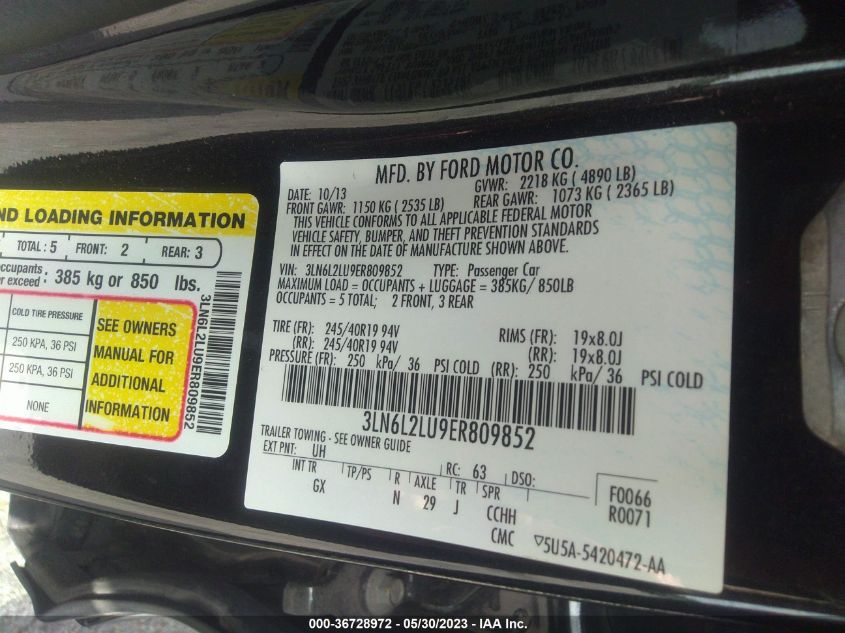 ND LOADING INFORMATION
TOTAL: 5 FRONT: 2 REAR: 3
ccupants
r exceed: 385 kg or 850 lbs.
COLD TIRE PRESSURE
250 KPA, 36 PSI
250 KPA, 36 PSI
NONE
SEE OWNERS
MANUAL FOR
ADDITIONAL
INFORMATION
3LN6L2LU9ER809852
MFD. BY FORD MOTOR CO.
DATE: 10/13 GVWR: 2218 KG ( 4890 LB)
FRONT GAWR: 1150 KG ( 2535 LB) REAR GAWR: 1073 KG ( 2365 LB)
THIS VEHICLE CONFORMS TO ALL APPLICABLE FEDERAL MOTOR
VEHICLE SAFETY, BUMPER, AND THEFT PREVENTION STANDARDS
IN EFFECT ON THE DATE OF MANUFACTURE SHOWN ABOVE.
VIN: 3LN6L2LU9ER809852 TYPE: Passenger Car
MAXIMUM LOAD = OCCUPANTS + LUGGAGE = 385KG/ 850LB
OCCUPANTS = 5 TOTAL; 2 FRONT, 3 REAR
TIRE (FR): 245/40R19 94V RIMS (FR): 19x8.0J
(RR): 245/40R19 94V (RR): 19x8.0J
PRESSURE (FR): 250 kPa/ 36 PSI COLD (RR): 250 kPa/ 36 PSI COLD
3LN6L2LU9ER809852
TRAILER TOWING - SEE OWNER GUIDE
EXT PNT: UH RC: 63 DSO:
INT TR TP/PS R AXLE TR SPR F0066
GX N 29 J CCHH R0071
CMC ▽5U5A-5420472-AA
000-36728972 / 05/30/2023 - IAA Inc.